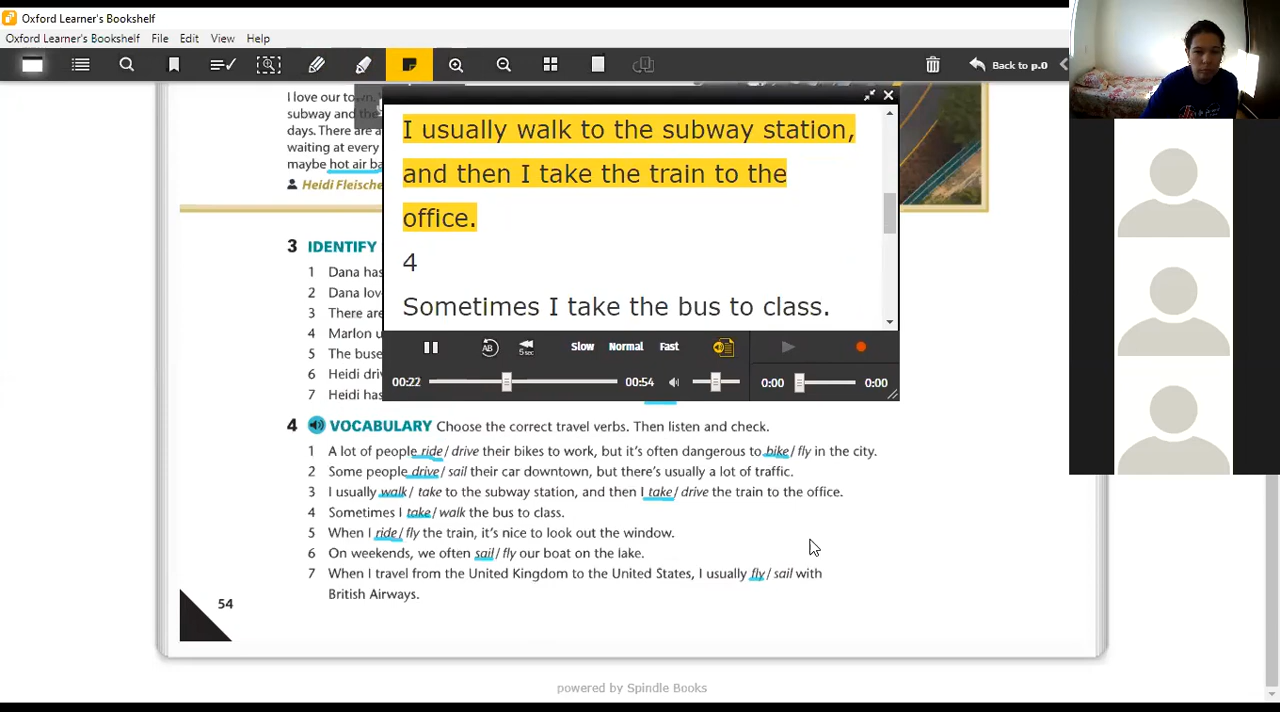 Oxford Learner's Bookshelf
Oxford Learner's Bookshelf File Edit View Help
Back to p.0
I love our town.
subway and the
days. There are a
waiting at every
maybe hot air ba
Heidi Fleische
I usually walk to the subway station,
and then I take the train to the
office.
4
Sometimes I take the bus to class.
AB
5 sec
Slow Normal Fast
00:22 00:54 0:00 0:00
3 IDENTIFY
1 Dana has
2 Dana lov
3 There are
4 Marlon u
5 The buse
6 Heidi driv
7 Heidi has
4 VOCABULARY Choose the correct travel verbs. Then listen and check.
1 A lot of people ride / drive their bikes to work, but it's often dangerous to bike / fly in the city.
2 Some people drive / sail their car downtown, but there's usually a lot of traffic.
3 I usually walk / take to the subway station, and then I take / drive the train to the office.
4 Sometimes I take / walk the bus to class.
5 When I ride / fly the train, it's nice to look out the window.
6 On weekends, we often sail / fly our boat on the lake.
7 When I travel from the United Kingdom to the United States, I usually fly / sail with
British Airways.
54
powered by Spindle Books